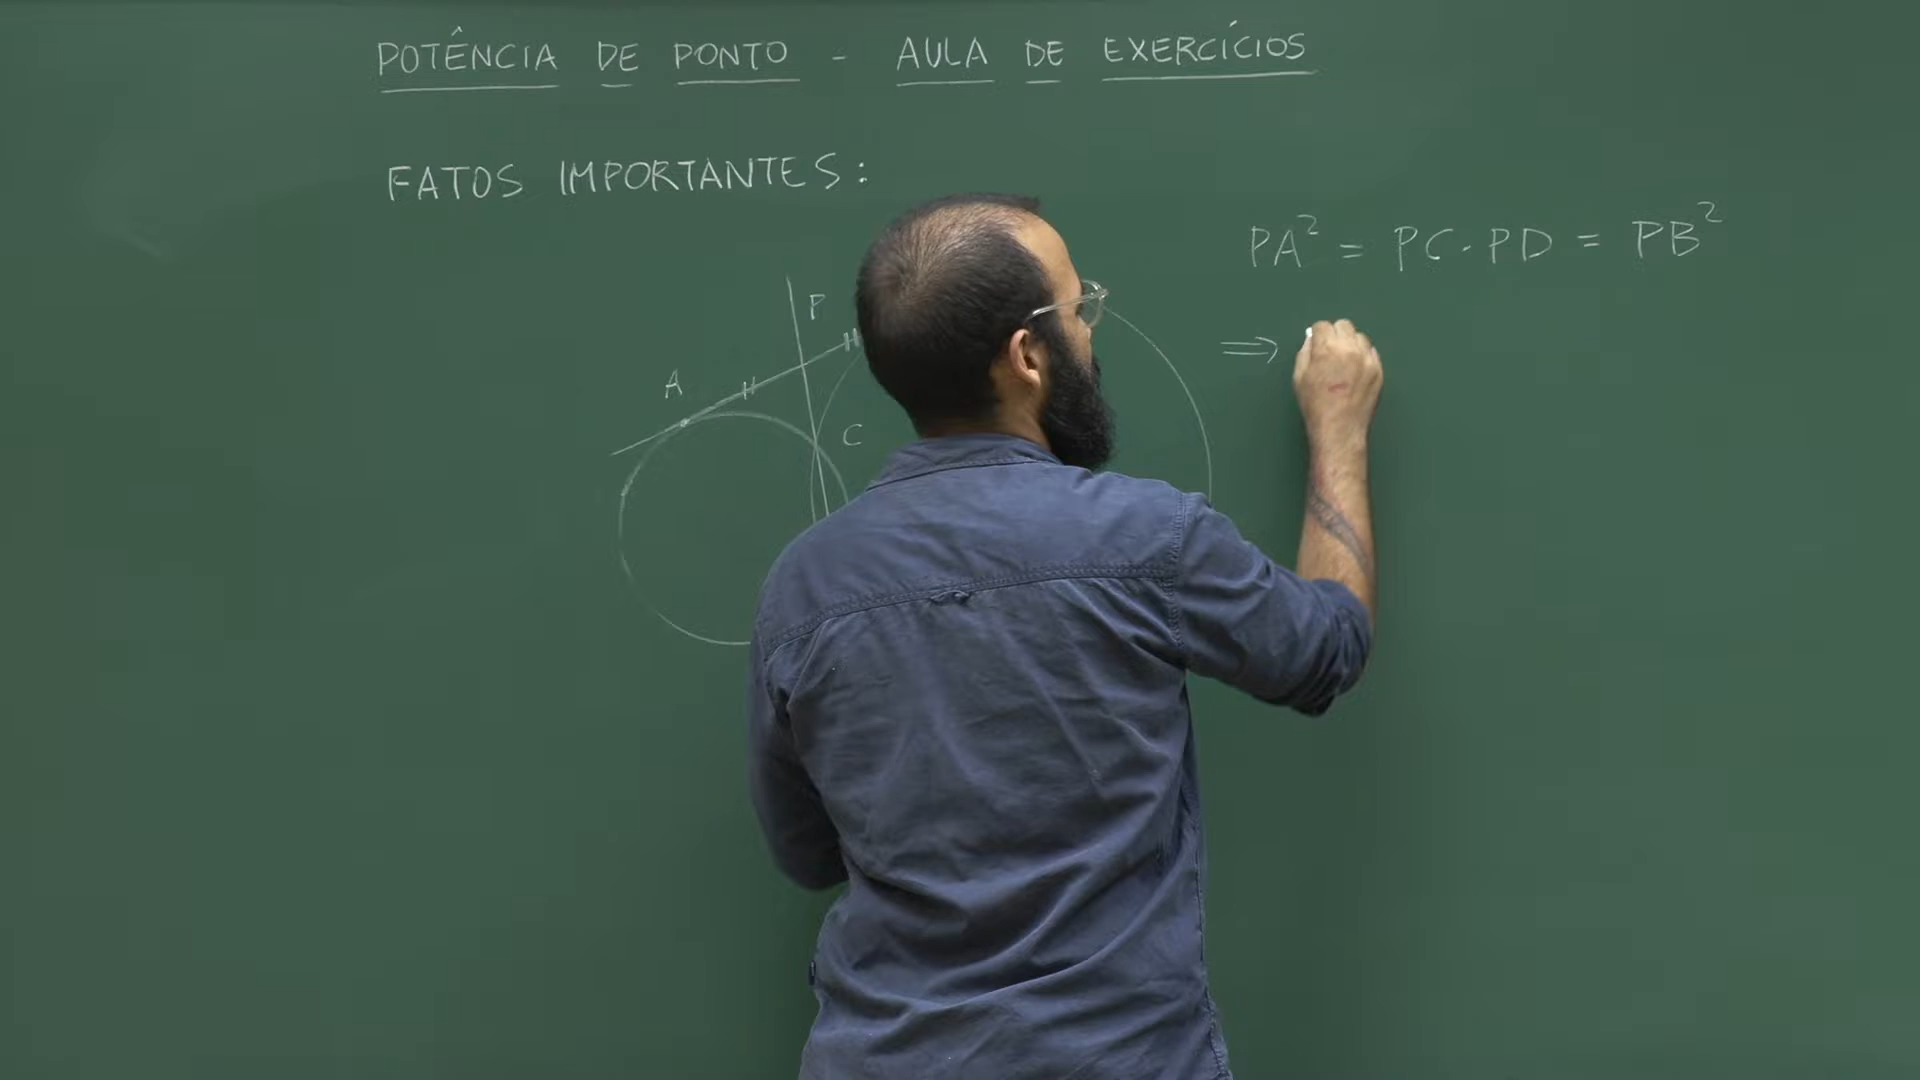 POTÊNCIA DE PONTO - AULA DE EXERCÍCIOS
FATOS IMPORTANTES:
PA² = PC·PD = PB²
P
⇒
A
C